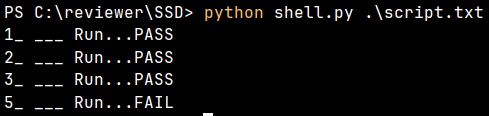 PS C:\reviewer\SSD> python shell.py .\script.txt
1_ ___ Run...PASS
2_ ___ Run...PASS
3_ ___ Run...PASS
5_ ___ Run...FAIL